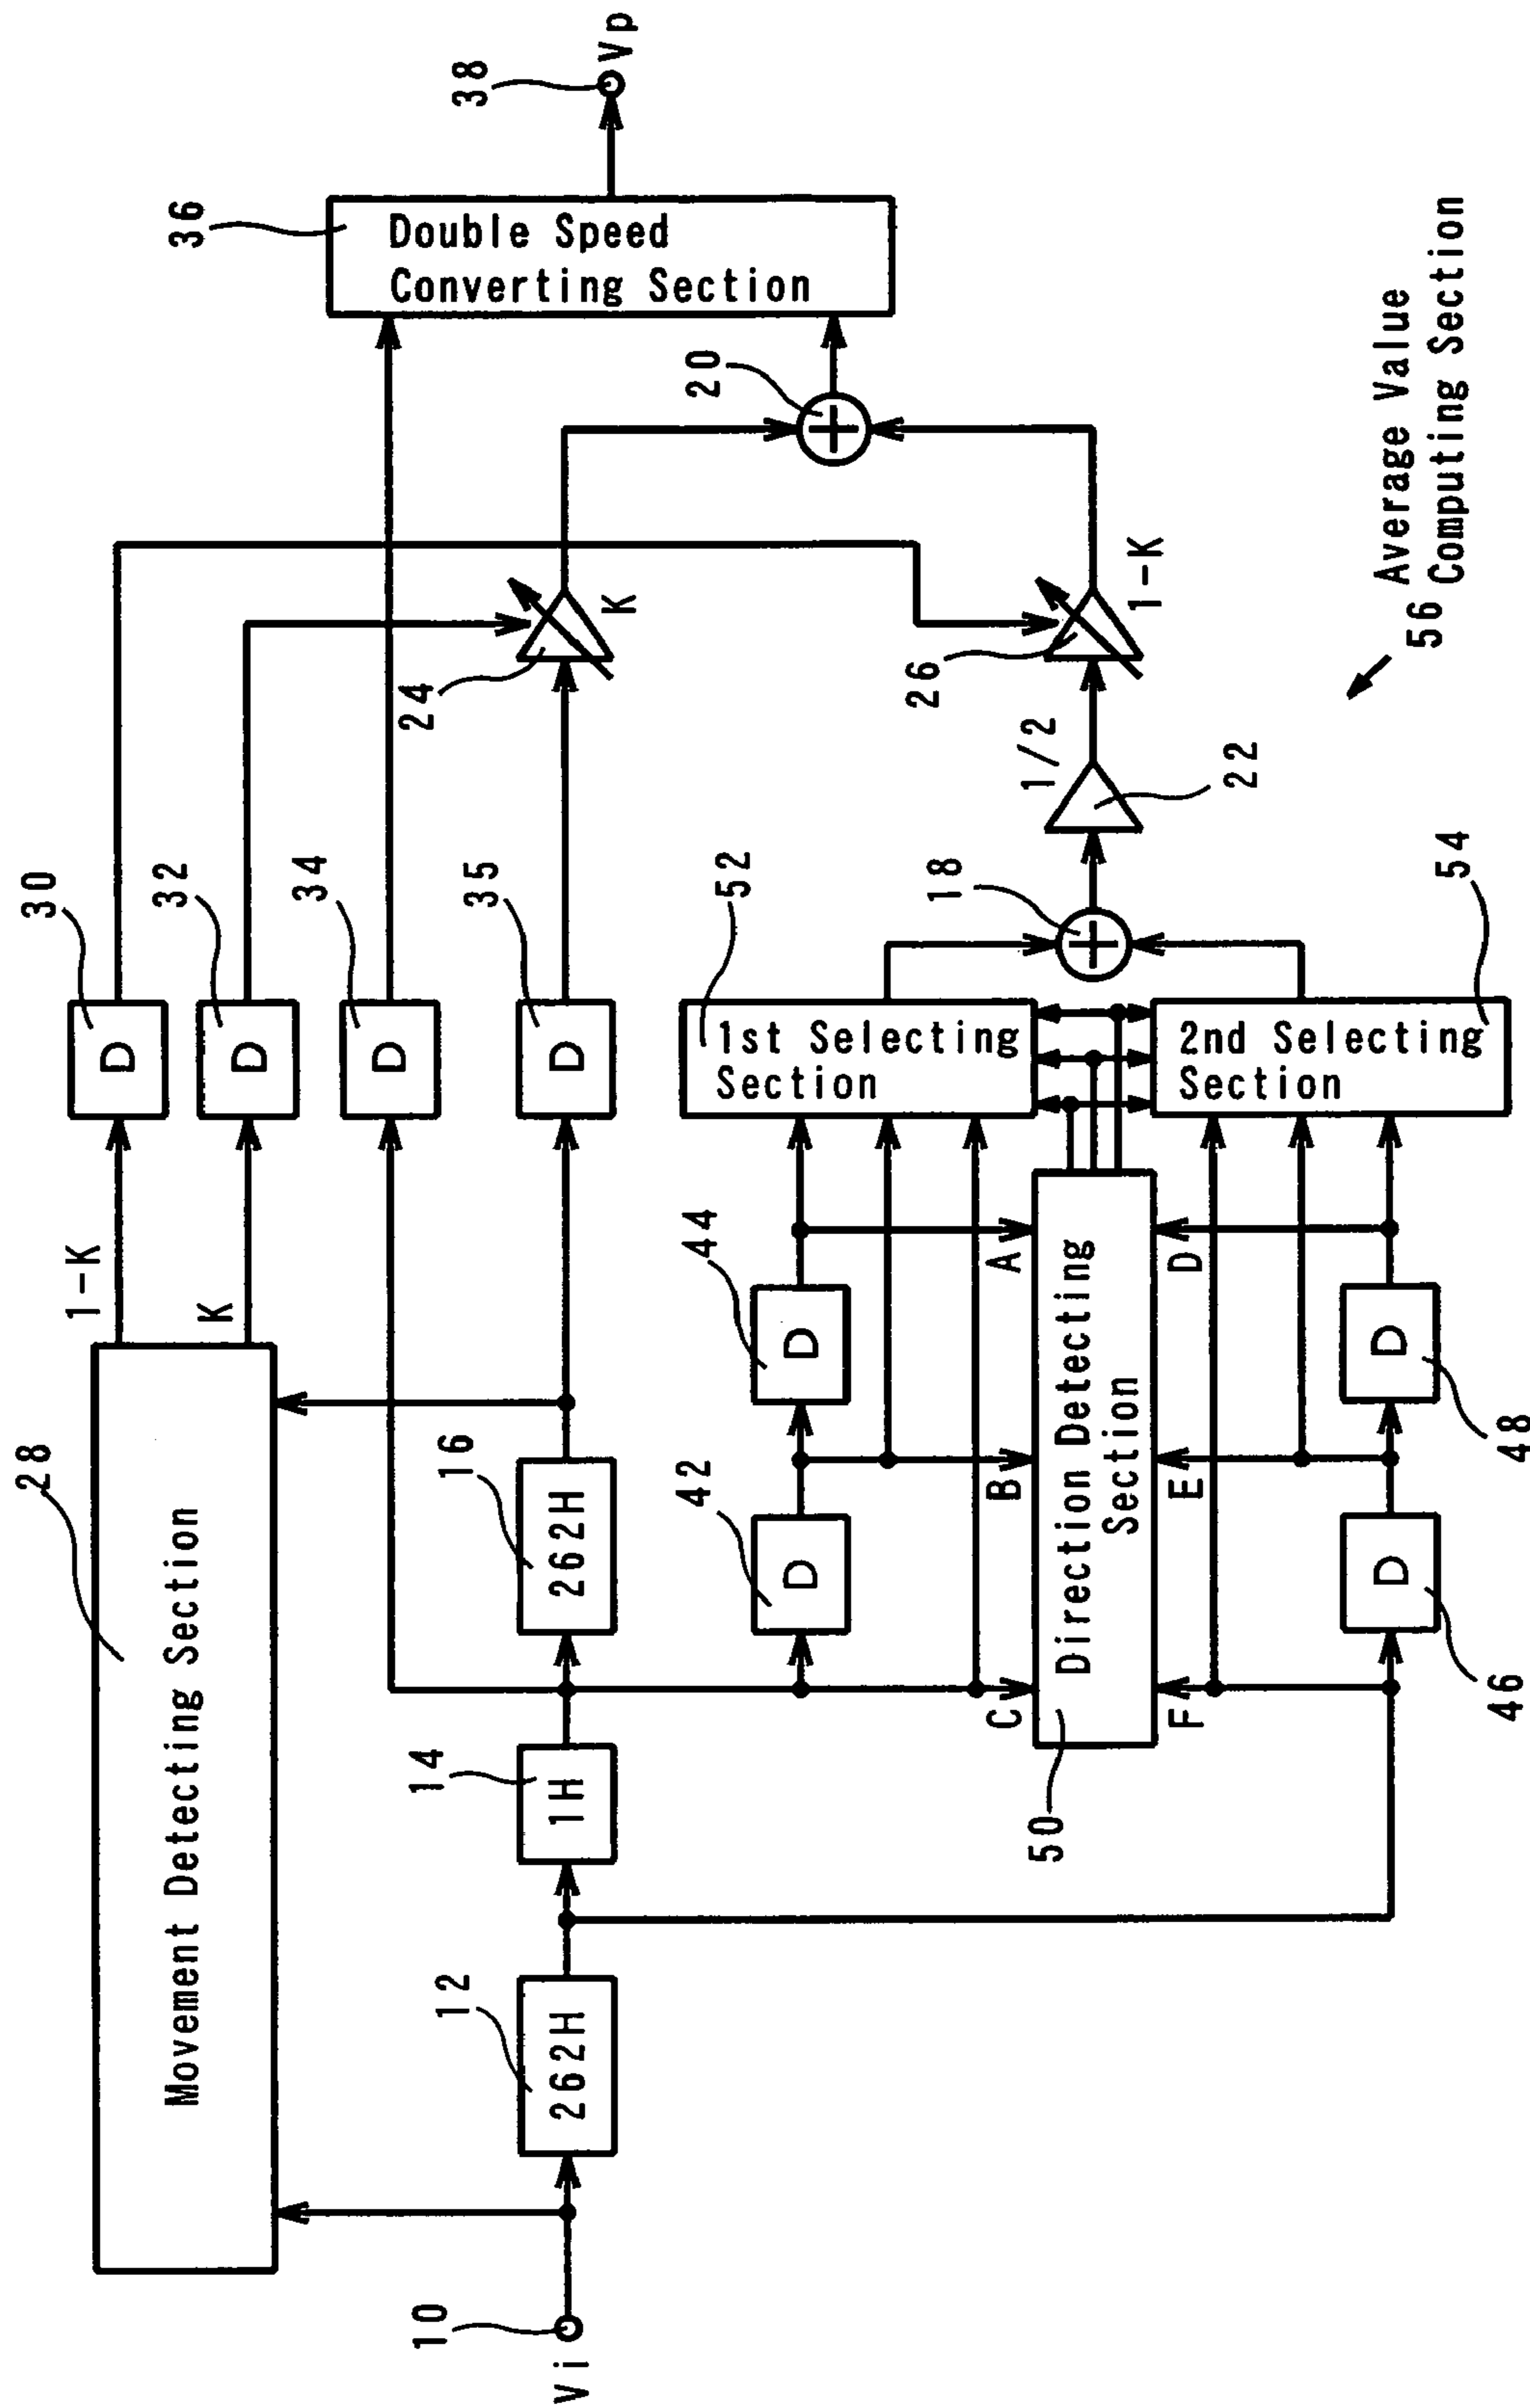 28
Movement Detecting Section
1-K
K
30
D
32
D
34
D
35
D
10
Vi
12
262H
14
1H
16
262H
24
K
36
Double Speed
Converting Section
38
Vp
20
42
D
44
D
52
1st Selecting
Section
A
B
C
50
Direction Detecting
Section
D
E
F
46
D
48
D
54
2nd Selecting
Section
18
1/2
22
26
1-K
56
Average Value
Computing Section